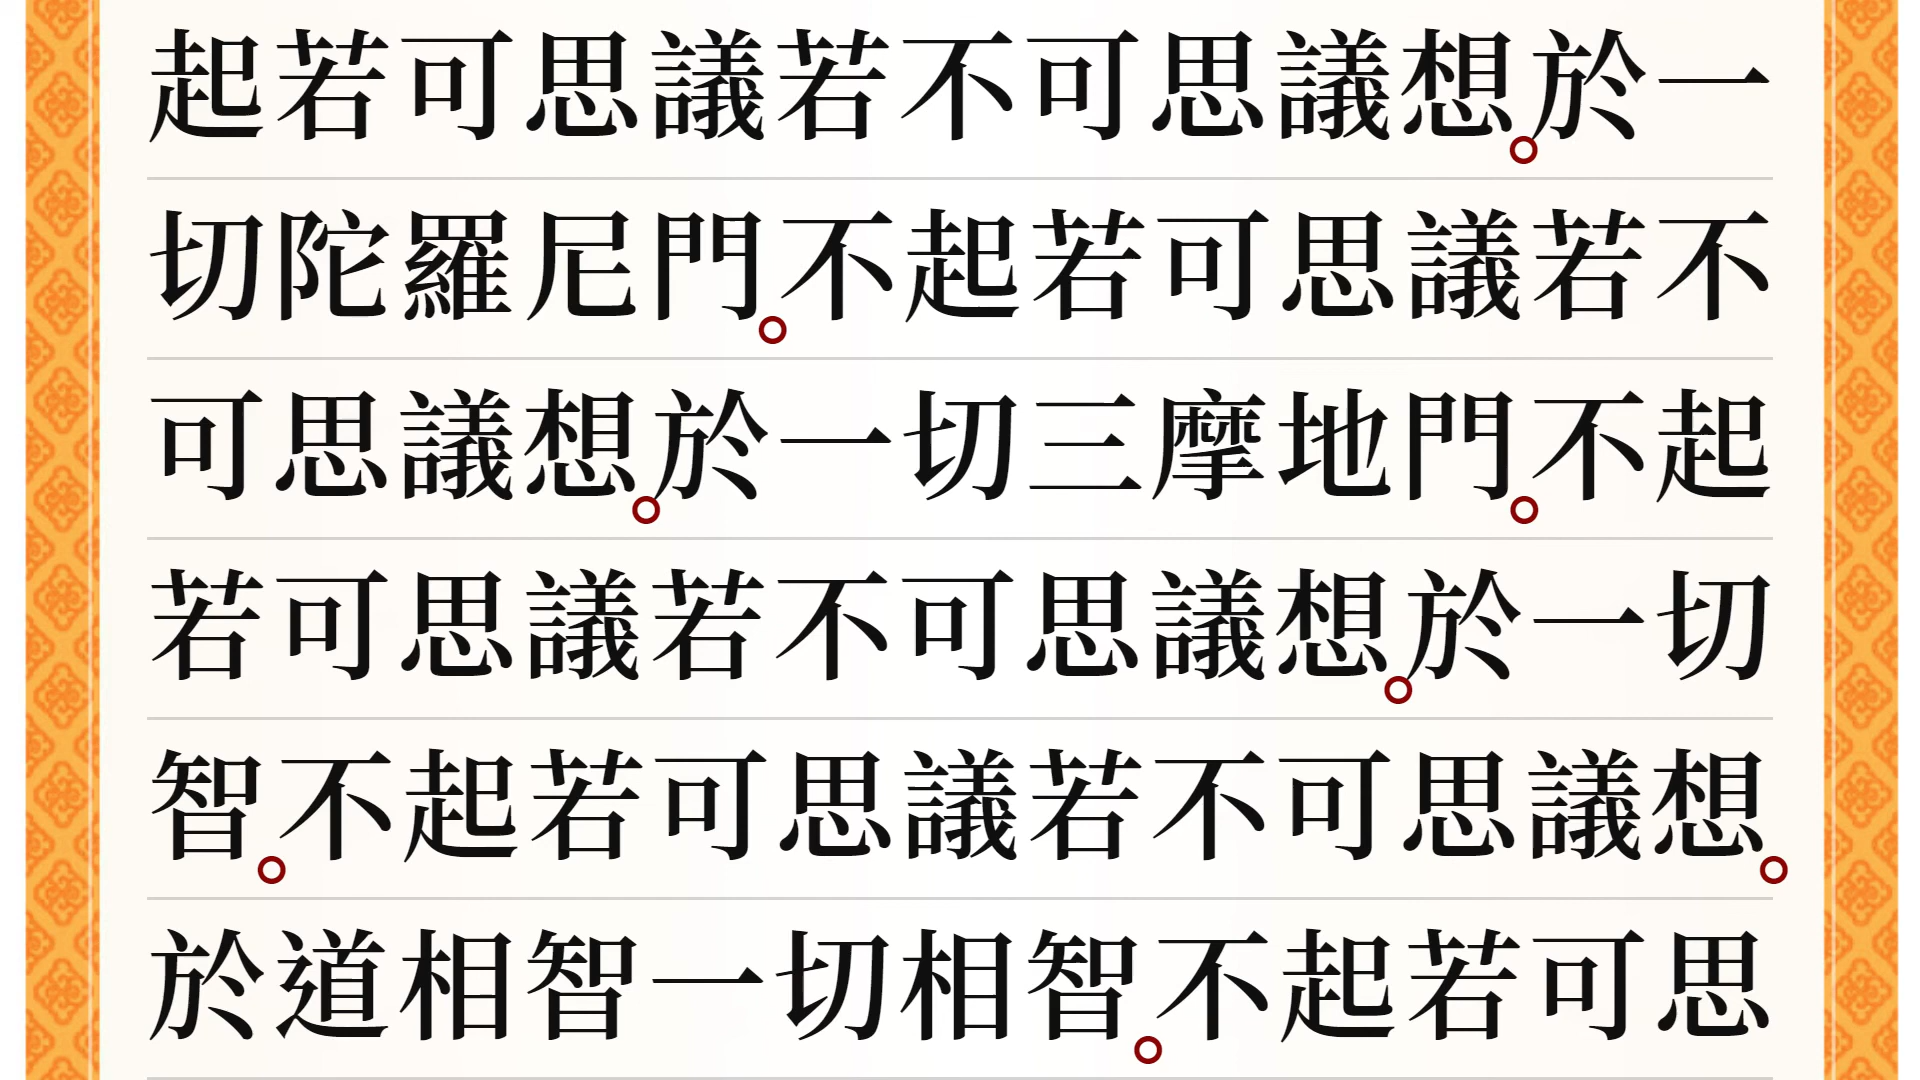 起若可思議若不可思議想。於一
切陀羅尼門。不起若可思議若不
可思議想。於一切三摩地門。不起
若可思議若不可思議想。於一切
智。不起若可思議若不可思議想。
於道相智一切相智。不起若可思